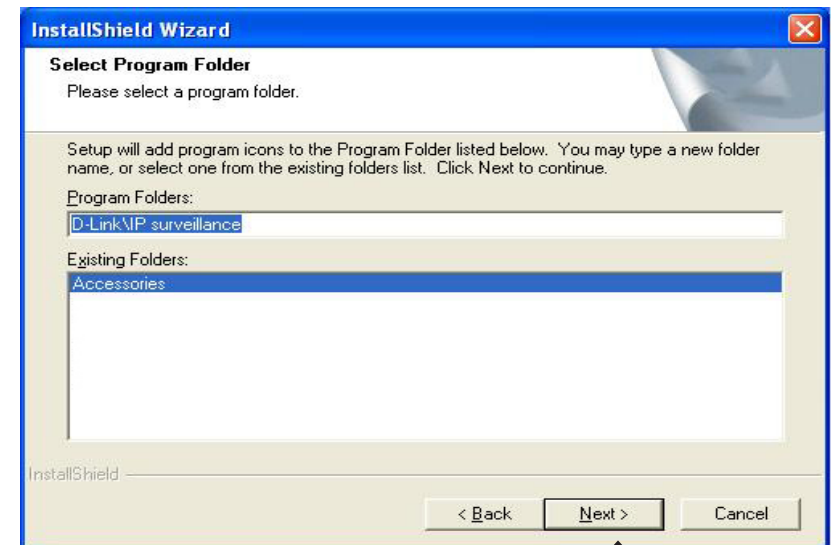 InstallShield Wizard
Select Program Folder
Please select a program folder.
Setup will add program icons to the Program Folder listed below.  You may type a new folder
name, or select one from the existing folders list.  Click Next to continue.
Program Folders:
D-Link\IP surveillance
Existing Folders:
Accessories
InstallShield
< Back
Next >
Cancel